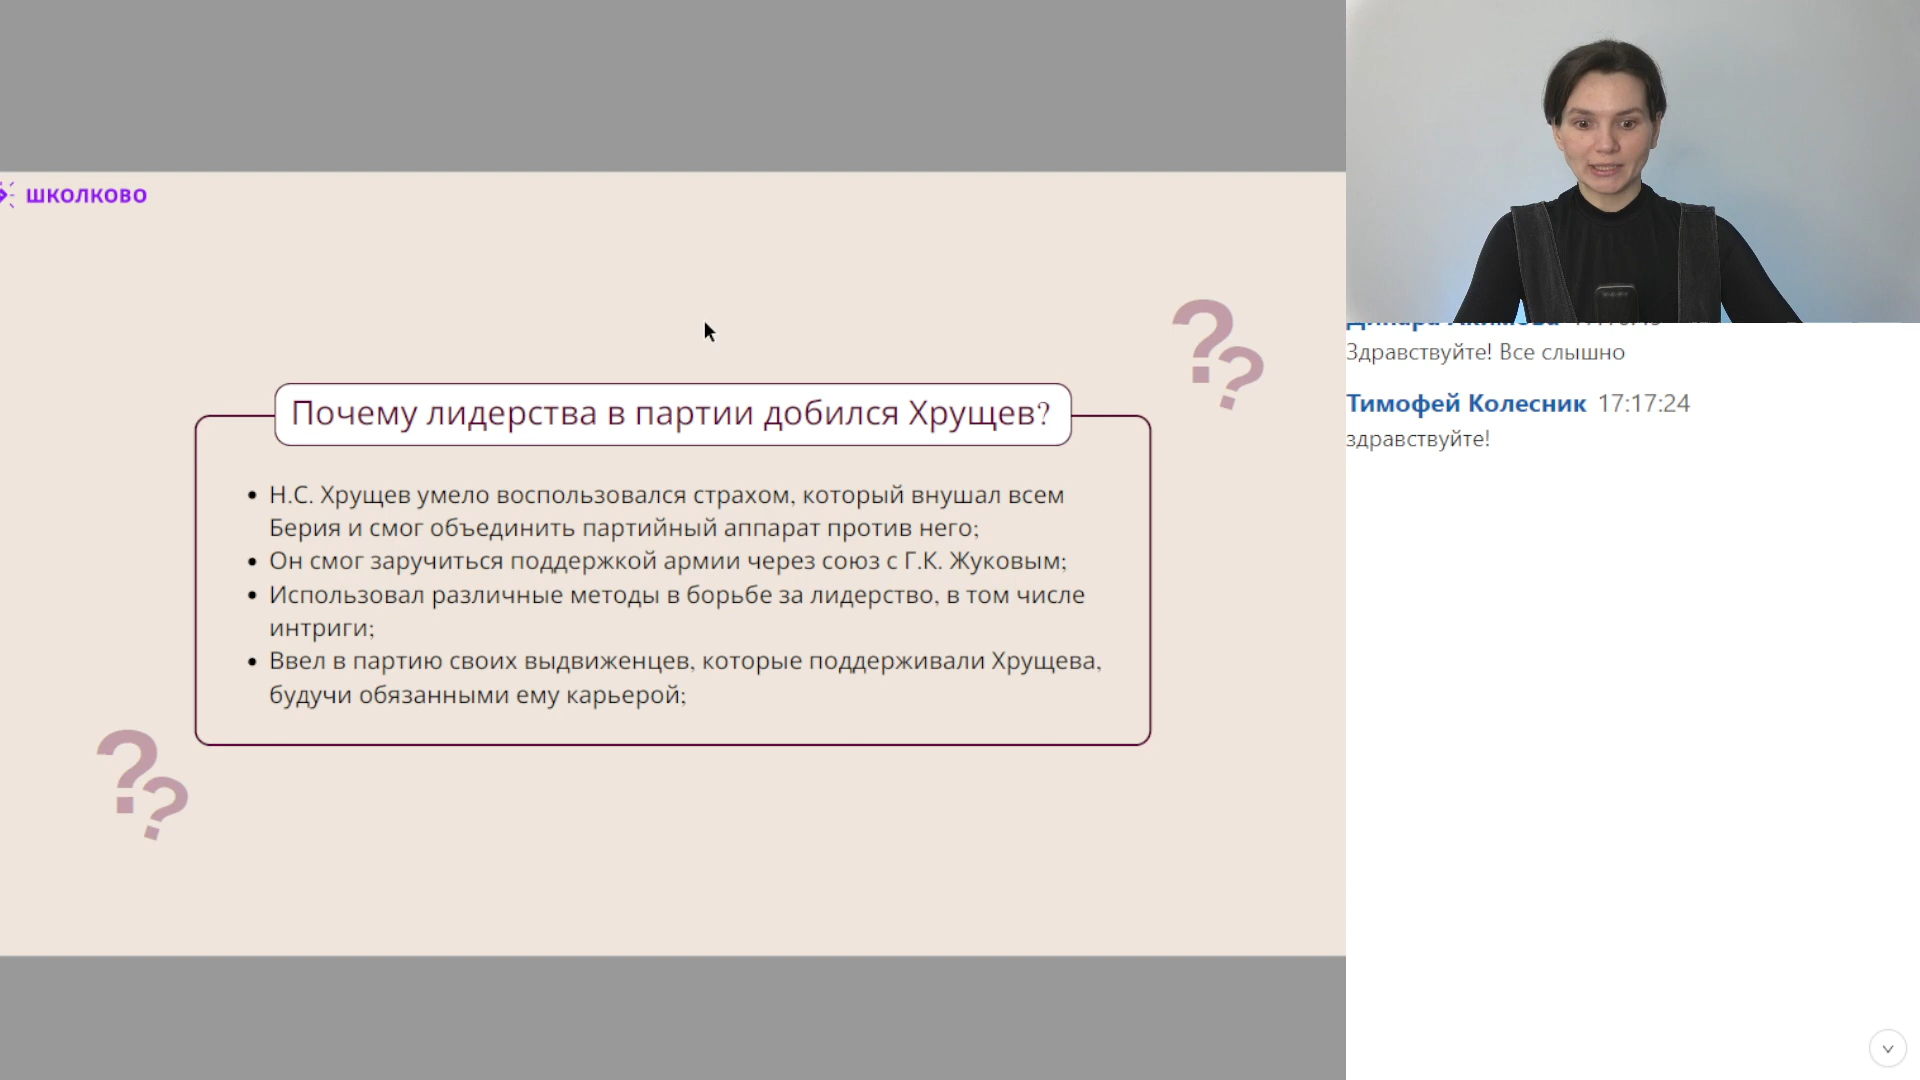 ШКОЛКОВО
Почему лидерства в партии добился Хрущев?
• Н.С. Хрущев умело воспользовался страхом, который внушал всем
Берия и смог объединить партийный аппарат против него;
• Он смог заручиться поддержкой армии через союз с Г.К. Жуковым;
• Использовал различные методы в борьбе за лидерство, в том числе
интриги;
• Ввел в партию своих выдвиженцев, которые поддерживали Хрущева,
будучи обязанными ему карьерой;
??
??
Здравствуйте! Все слышно
Тимофей Колесник 17:17:24
здравствуйте!